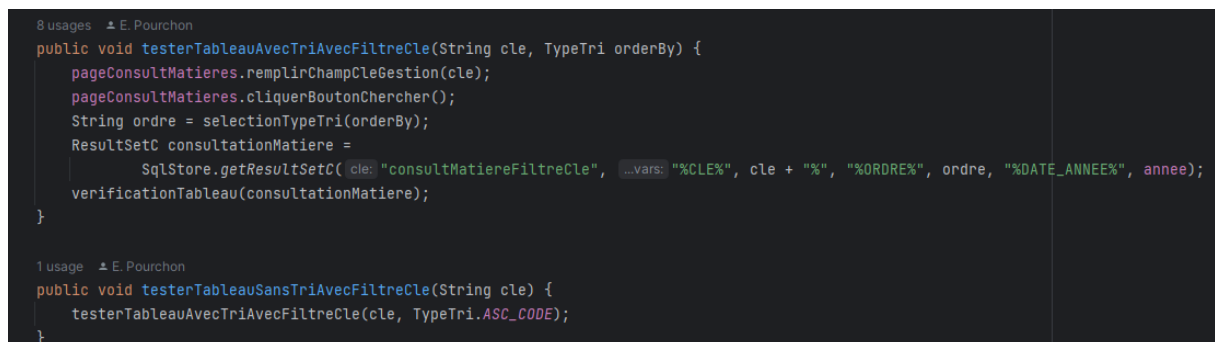 8 usages E. Pourchon
public void testerTableauAvecTriAvecFiltreCle(String cle, TypeTri orderBy) {
pageConsultMatieres.remplirChampCleGestion(cle);
pageConsultMatieres.cliquerBoutonChercher();
String ordre = selectionTypeTri(orderBy);
ResultSetC consultationMatiere =
SqlStore.getResultSetC( cle: "consultMatiereFiltreCle", ...vars: "%CLE%", cle + "%", "%ORDRE%", ordre, "%DATE_ANNEE%", annee);
verificationTableau(consultationMatiere);
}
1 usage E. Pourchon
public void testerTableauSansTriAvecFiltreCle(String cle) {
testerTableauAvecTriAvecFiltreCle(cle, TypeTri.ASC_CODE);
}